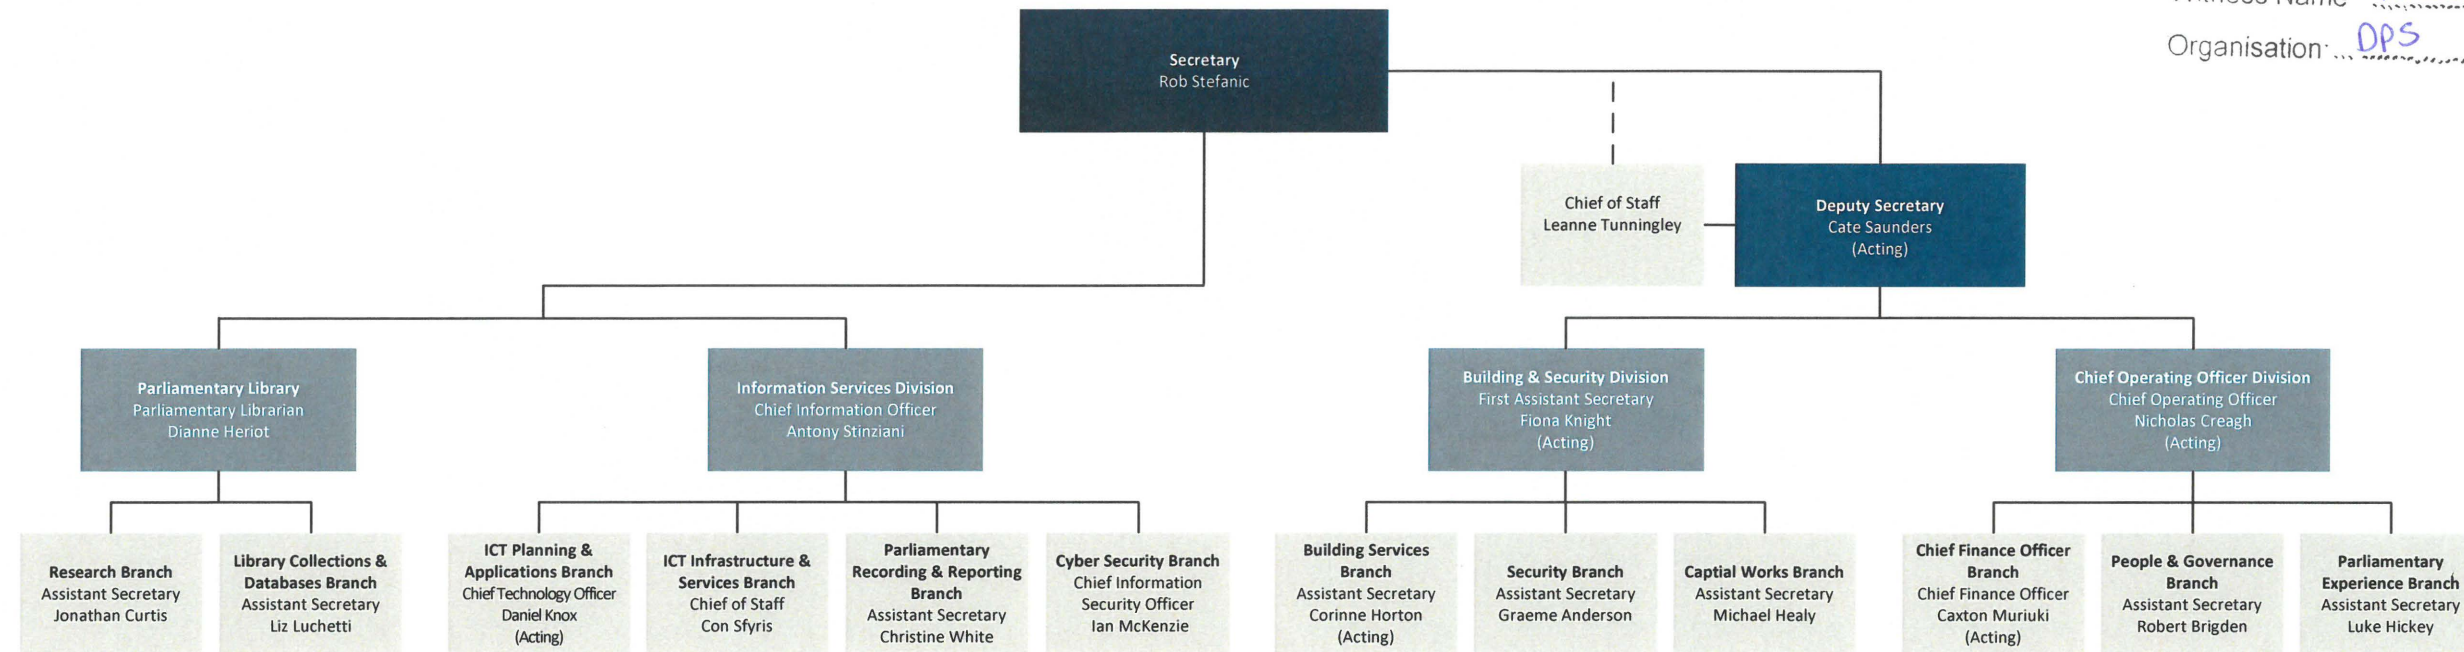 Organisation: DPS
Secretary
Rob Stefanic
Chief of Staff
Leanne Tunningley
Deputy Secretary
Cate Saunders
(Acting)
Parliamentary Library
Parliamentary Librarian
Dianne Heriot
Information Services Division
Chief Information Officer
Antony Stinziani
Building & Security Division
First Assistant Secretary
Fiona Knight
(Acting)
Chief Operating Officer Division
Chief Operating Officer
Nicholas Creagh
(Acting)
Research Branch
Assistant Secretary
Jonathan Curtis
Library Collections &
Databases Branch
Assistant Secretary
Liz Luchetti
ICT Planning &
Applications Branch
Chief Technology Officer
Daniel Knox
(Acting)
ICT Infrastructure &
Services Branch
Chief of Staff
Con Sfyris
Parliamentary
Recording & Reporting
Branch
Assistant Secretary
Christine White
Cyber Security Branch
Chief Information
Security Officer
Ian McKenzie
Building Services
Branch
Assistant Secretary
Corinne Horton
(Acting)
Security Branch
Assistant Secretary
Graeme Anderson
Captial Works Branch
Assistant Secretary
Michael Healy
Chief Finance Officer
Branch
Chief Finance Officer
Caxton Muriuki
(Acting)
People & Governance
Branch
Assistant Secretary
Robert Brigden
Parliamentary
Experience Branch
Assistant Secretary
Luke Hickey